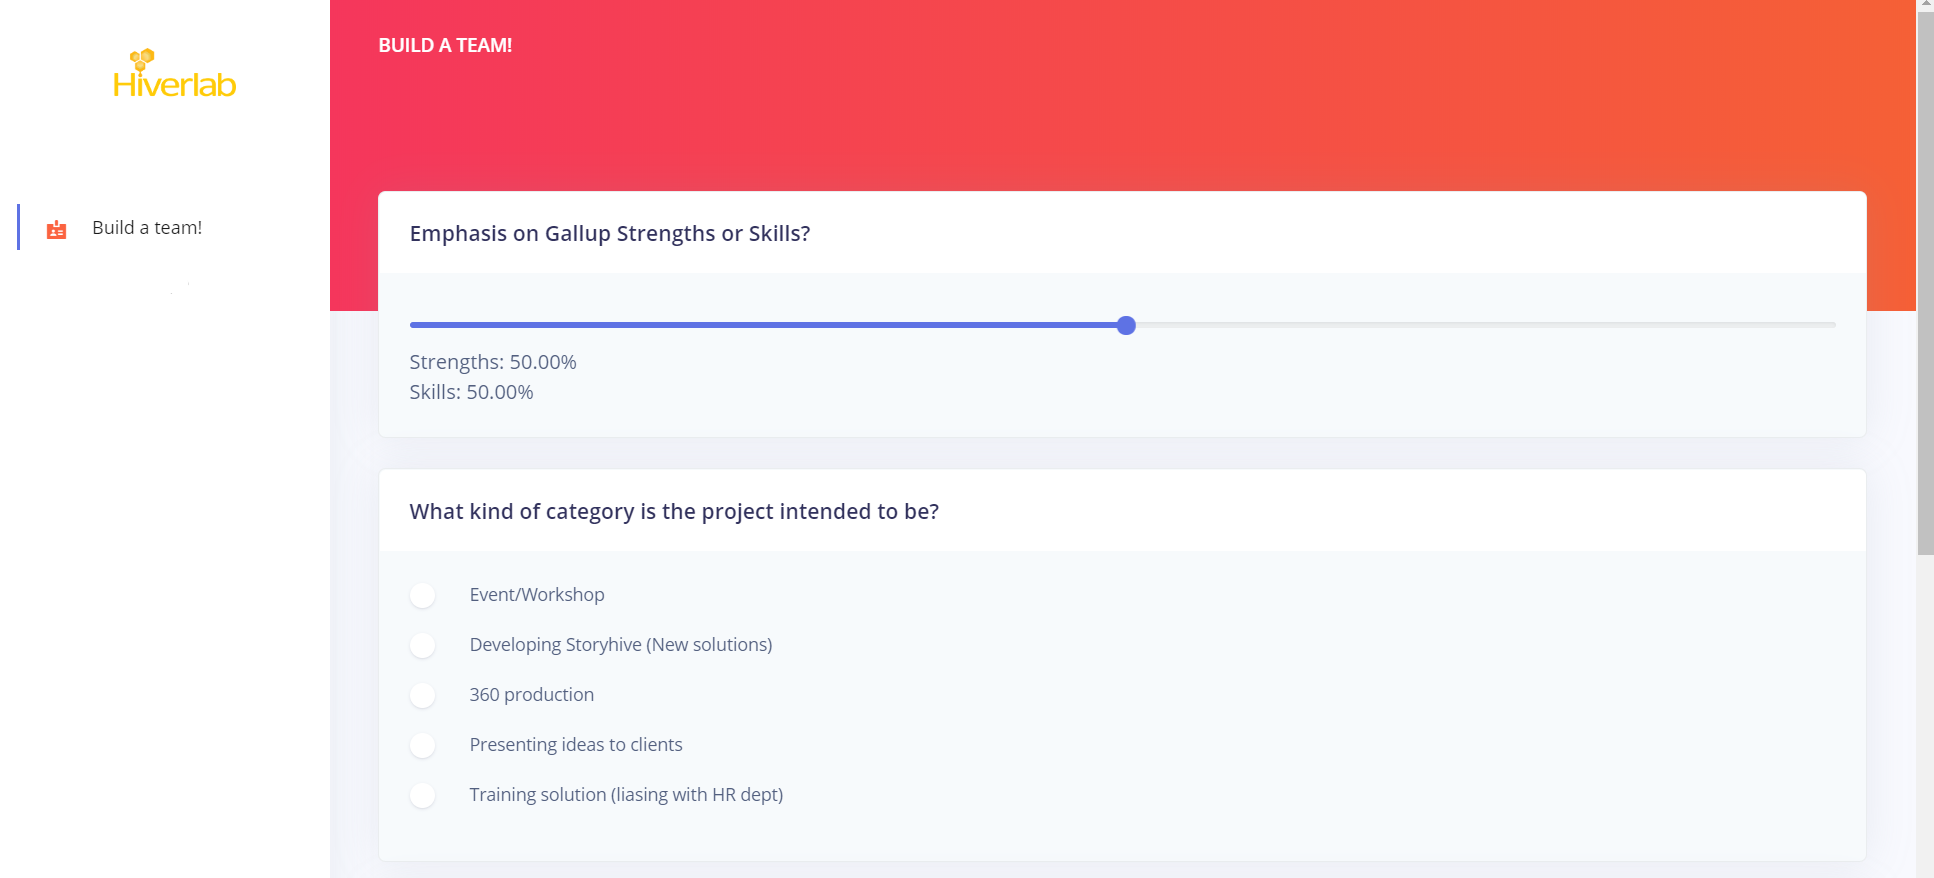 Hiverlab
Build a team!
BUILD A TEAM!
Emphasis on Gallup Strengths or Skills?
Strengths: 50.00%
Skills: 50.00%
What kind of category is the project intended to be?
Event/Workshop
Developing Storyhive (New solutions)
360 production
Presenting ideas to clients
Training solution (liasing with HR dept)